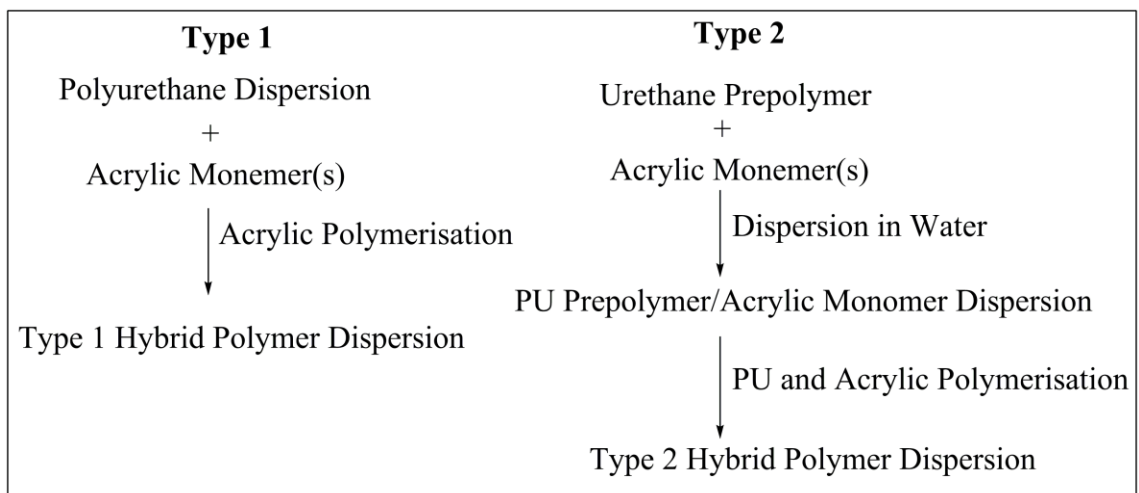 Type 1
Polyurethane Dispersion
+
Acrylic Monemer(s)
Acrylic Polymerisation
Type 1 Hybrid Polymer Dispersion
Type 2
Urethane Prepolymer
+
Acrylic Monemer(s)
Dispersion in Water
PU Prepolymer/Acrylic Monomer Dispersion
PU and Acrylic Polymerisation
Type 2 Hybrid Polymer Dispersion